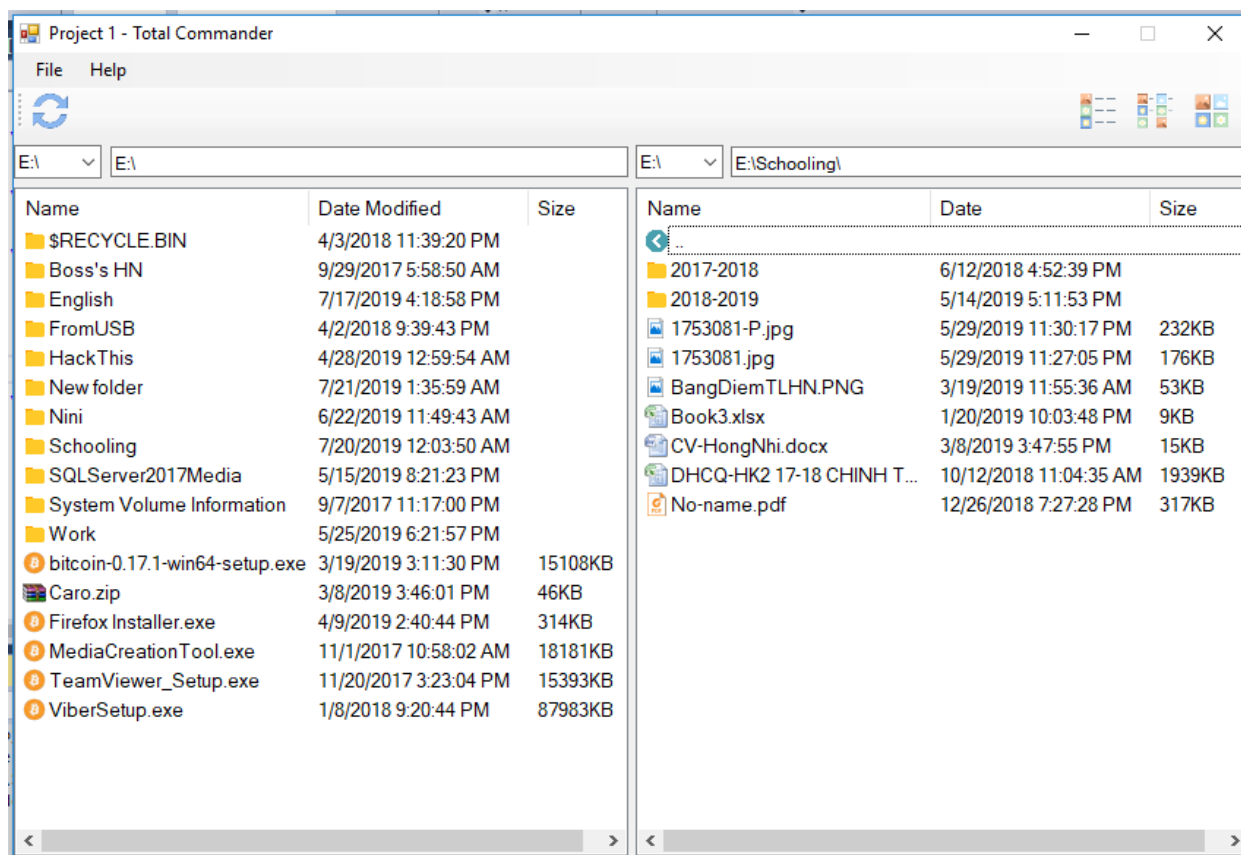 Project 1 - Total Commander
File Help
E:\ E:\
Name Date Modified Size
$RECYCLE.BIN 4/3/2018 11:39:20 PM
Boss's HN 9/29/2017 5:58:50 AM
English 7/17/2019 4:18:58 PM
FromUSB 4/2/2018 9:39:43 PM
HackThis 4/28/2019 12:59:54 AM
New folder 7/21/2019 1:35:59 AM
Nini 6/22/2019 11:49:43 AM
Schooling 7/20/2019 12:03:50 AM
SQLServer2017Media 5/15/2019 8:21:23 PM
System Volume Information 9/7/2017 11:17:00 PM
Work 5/25/2019 6:21:57 PM
bitcoin-0.17.1-win64-setup.exe 3/19/2019 3:11:30 PM 15108KB
Caro.zip 3/8/2019 3:46:01 PM 46KB
Firefox Installer.exe 4/9/2019 2:40:44 PM 314KB
MediaCreationTool.exe 11/1/2017 10:58:02 AM 18181KB
TeamViewer_Setup.exe 11/20/2017 3:23:04 PM 15393KB
ViberSetup.exe 1/8/2018 9:20:44 PM 87983KB
E:\ E:\Schooling\
Name Date Size
..
2017-2018 6/12/2018 4:52:39 PM
2018-2019 5/14/2019 5:11:53 PM
1753081-P.jpg 5/29/2019 11:30:17 PM 232KB
1753081.jpg 5/29/2019 11:27:05 PM 176KB
BangDiemTLHN.PNG 3/19/2019 11:55:36 AM 53KB
Book3.xlsx 1/20/2019 10:03:48 PM 9KB
CV-HongNhi.docx 3/8/2019 3:47:55 PM 15KB
DHCQ-HK2 17-18 CHINH T... 10/12/2018 11:04:35 AM 1939KB
No-name.pdf 12/26/2018 7:27:28 PM 317KB